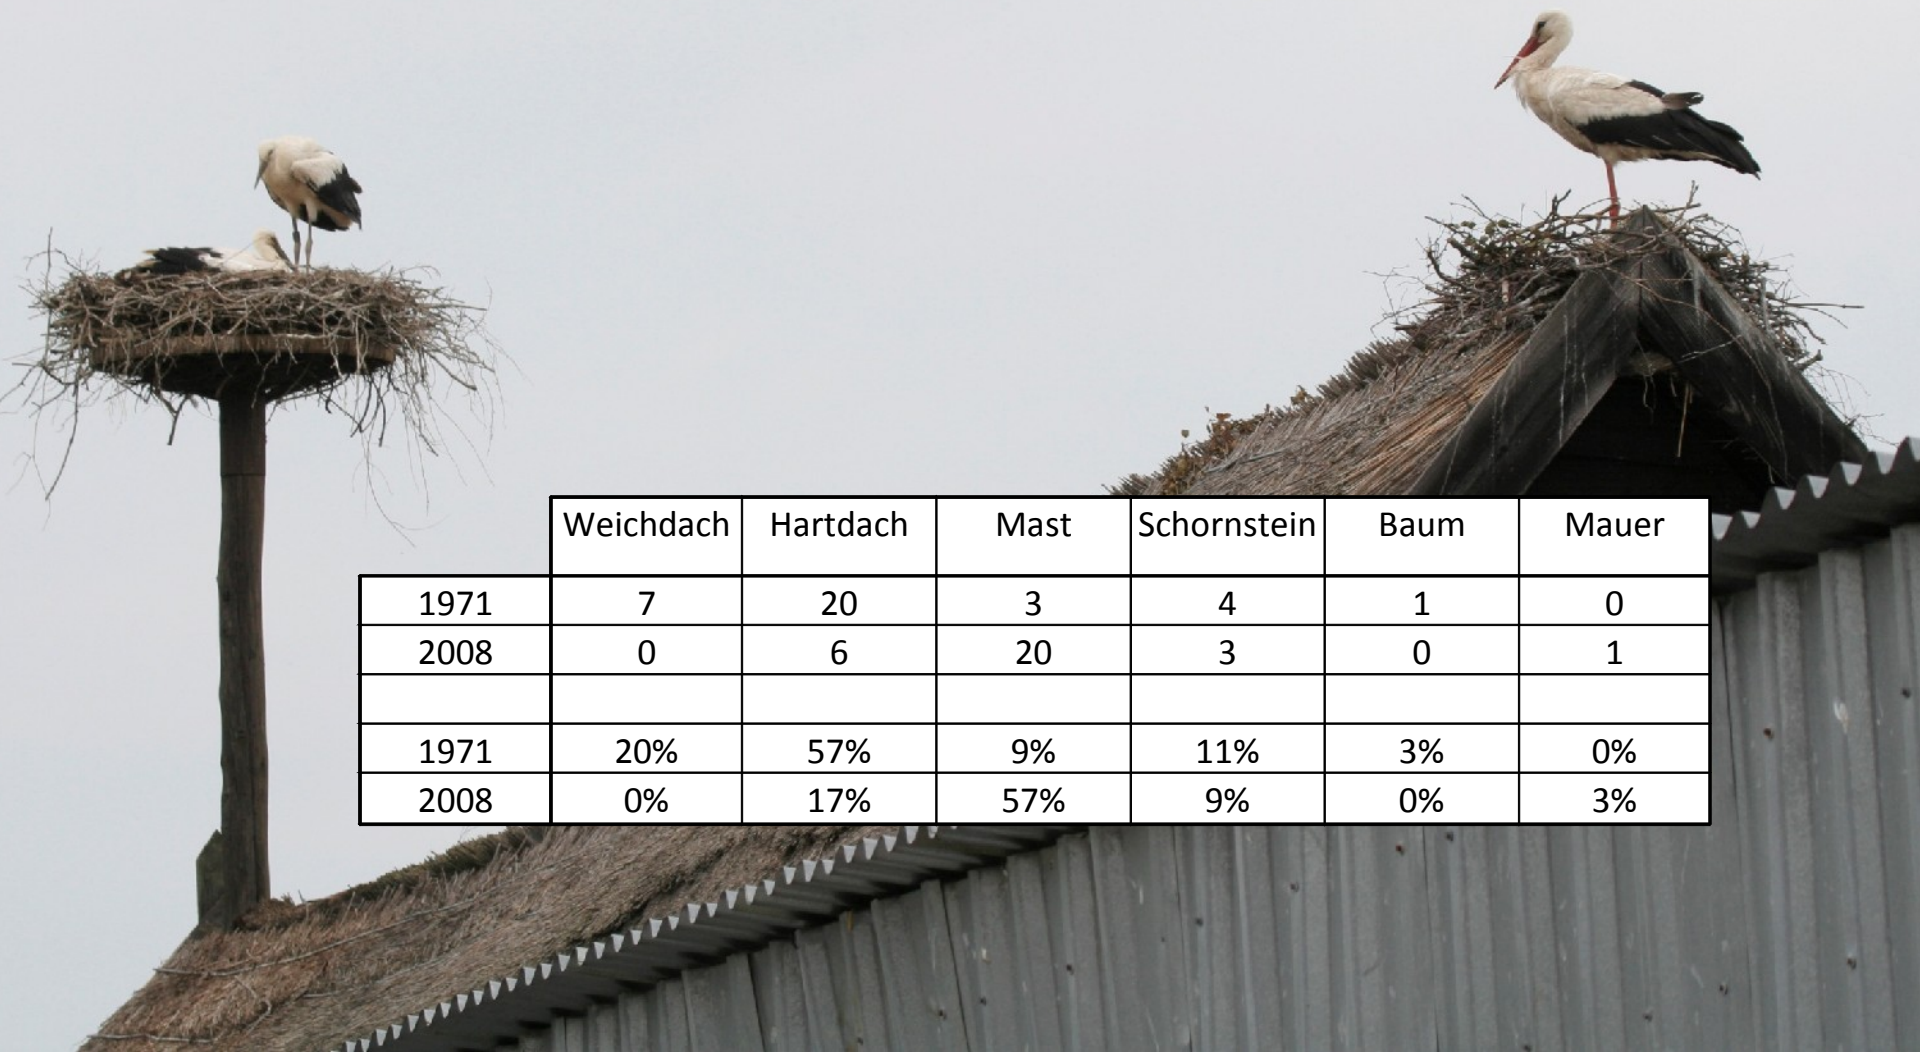 Weichdach Hartdach Mast Schornstein Baum Mauer
1971 7 20 3 4 1 0
2008 0 6 20 3 0 1
1971 20% 57% 9% 11% 3% 0%
2008 0% 17% 57% 9% 0% 3%